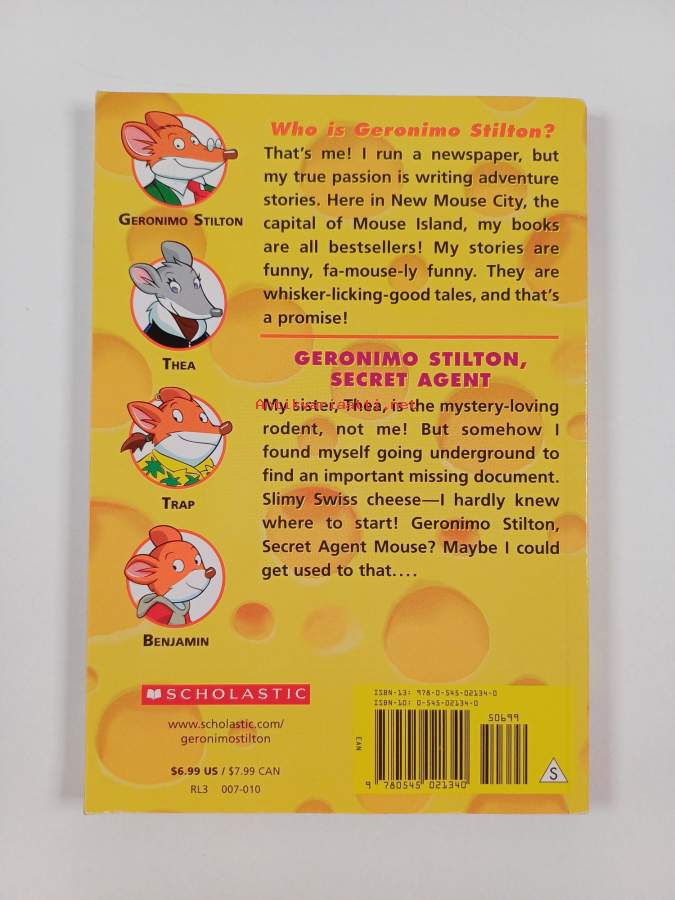 Who is Geronimo Stilton?
That's me! I run a newspaper, but
my true passion is writing adventure
stories. Here in New Mouse City, the
capital of Mouse Island, my books
are all bestsellers! My stories are
funny, fa-mouse-ly funny. They are
whisker-licking-good tales, and that's
a promise!
GERONIMO STILTON
THEA
TRAP
BENJAMIN
GERONIMO STILTON,
SECRET AGENT
My sister, Thea, is the mystery-loving
rodent, not me! But somehow I
found myself going underground to
find an important missing document.
Slimy Swiss cheese—I hardly knew
where to start! Geronimo Stilton,
Secret Agent Mouse? Maybe I could
get used to that....
SCHOLASTIC
www.scholastic.com/
geronimostilton
$6.99 US / $7.99 CAN
RL3 007-010
ISBN-13: 978-0-545-02134-0
ISBN-10: 0-545-02134-0
50699
EAN
9 780545 021340
S